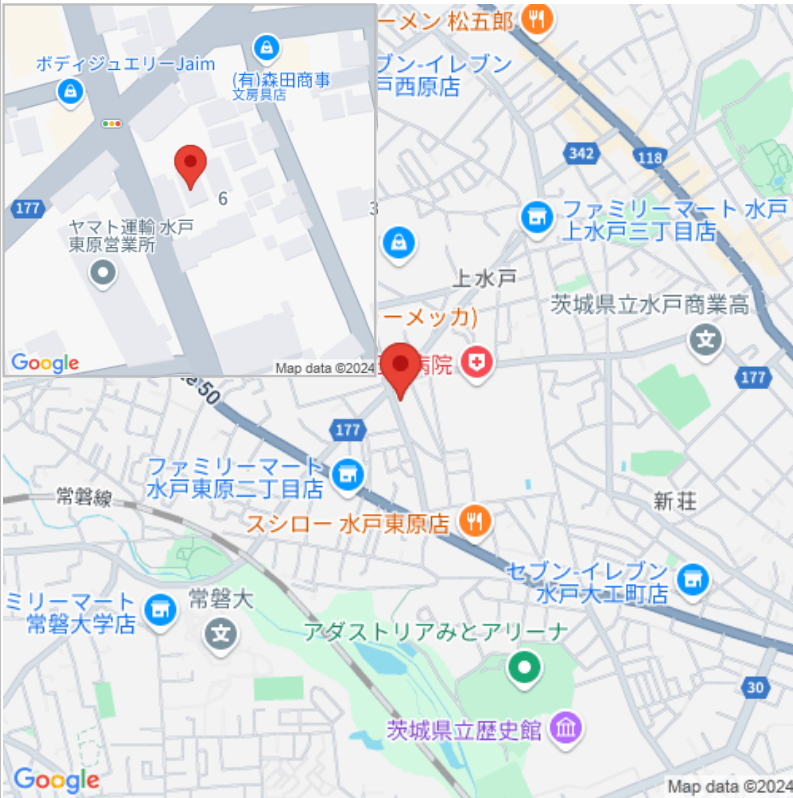 ボディジュエリーJaim
(有)森田商事
文房具店
177
6
3
ヤマト運輸 水戸
東原営業所
Google
Map data ©2024
ーメン 松五郎
ブン-イレブン
戸西原店
342
118
ファミリーマート 水戸
上水戸三丁目店
上水戸
茨城県立水戸商業高
ーメッカ)
病院
177
50
177
ファミリーマート
水戸東原二丁目店
常磐線
スシロー 水戸東原店
新荘
セブン-イレブン
水戸大工町店
ミリーマート
常磐大学店
常磐大
アダストリアみとアリーナ
30
茨城県立歴史館
Google
Map data ©2024